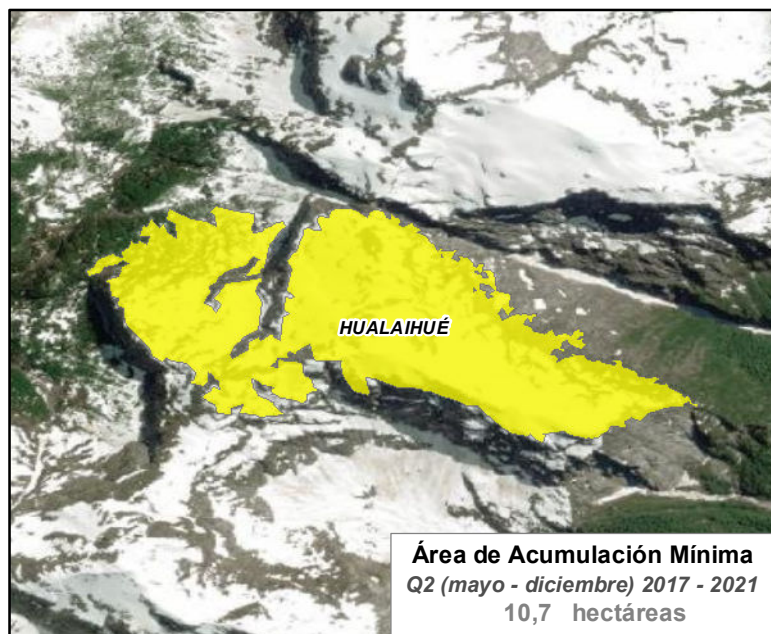 HUALAIHUÉ
Área de Acumulación Mínima
Q2 (mayo - diciembre) 2017 - 2021
10,7 hectáreas